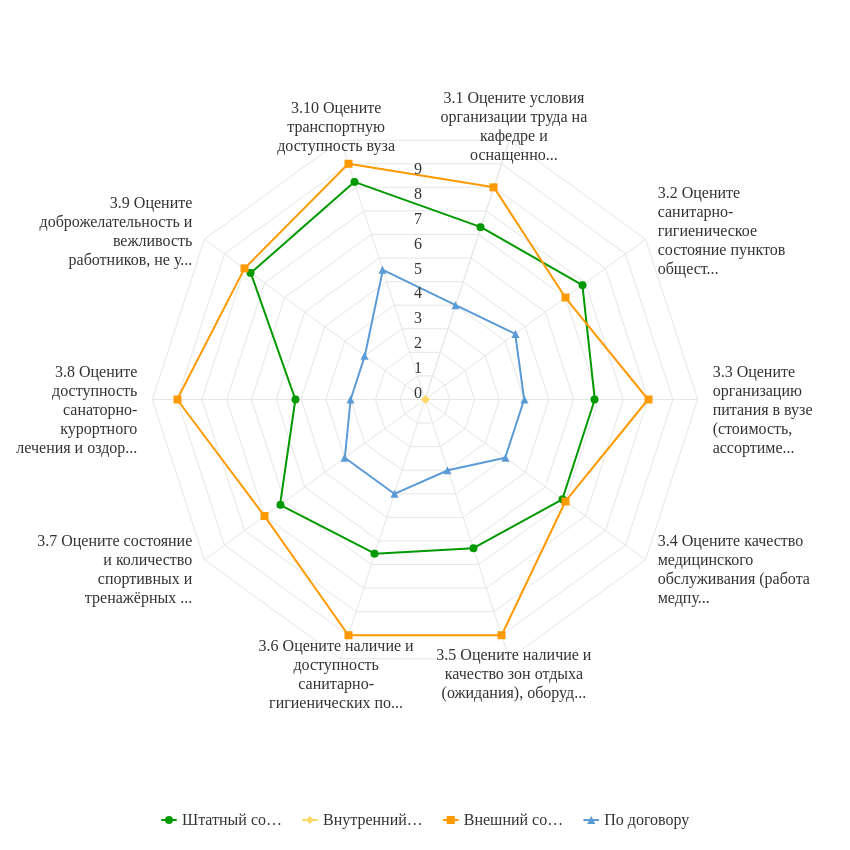 3.10 Оцените
транспортную
доступность вуза
3.1 Оцените условия
организации труда на
кафедре и
оснащенно...
3.2 Оцените
санитарно-
гигиеническое
состояние пунктов
общест...
3.3 Оцените
организацию
питания в вузе
(стоимость,
ассортиме...
3.4 Оцените качество
медицинского
обслуживания (работа
медпу...
3.5 Оцените наличие и
качество зон отдыха
(ожидания), оборуд...
3.6 Оцените наличие и
доступность
санитарно-
гигиенических по...
3.7 Оцените состояние
и количество
спортивных и
тренажёрных ...
3.8 Оцените
доступность
санаторно-
курортного
лечения и оздор...
3.9 Оцените
доброжелательность и
вежливость
работников, не у...
9
8
7
6
5
4
3
2
1
0
Штатный со…
Внутренний…
Внешний со…
По договору